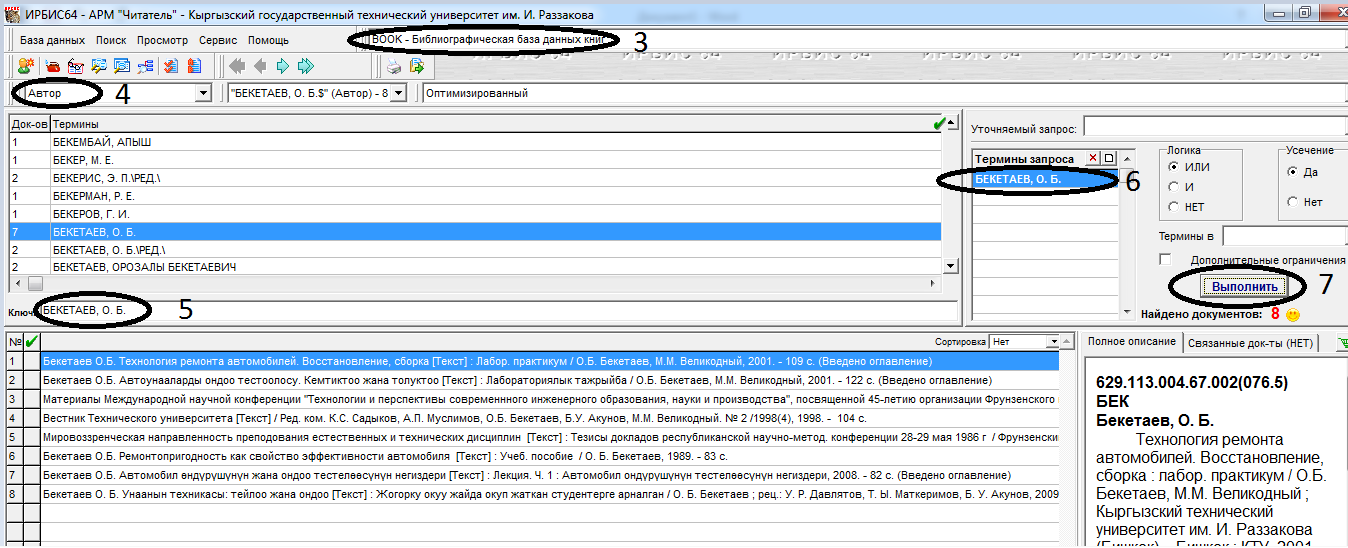 ИРБИС64 - АРМ "Читатель" - Кыргызский государственный технический университет им. И. Раззакова
База данных Поиск Просмотр Сервис Помощь
BOOK - Библиографическая база данных книг
3
Автор
4
"БЕКЕТАЕВ, О. Б.$" (Автор) - 8
Оптимизированный
Док-ов Термины
1 БЕКЕМБАЙ, АПЫШ
1 БЕКЕР, М. Е.
2 БЕКЕРИС, Э. П.\РЕД.\
1 БЕКЕРМАН, Р. Е.
1 БЕКЕРОВ, Г. И.
7 БЕКЕТАЕВ, О. Б.
2 БЕКЕТАЕВ, О. Б.\РЕД.\
2 БЕКЕТАЕВ, ОРОЗАЛЫ БЕКЕТАЕВИЧ
Ключ: БЕКЕТАЕВ, О. Б.
5
Уточняемый запрос:
Термины запроса
БЕКЕТАЕВ, О. Б.
6
Логика
ИЛИ
И
НЕТ
Усечение
Да
Нет
Термины в
Дополнительные ограничения
Выполнить
7
Найдено документов: 8
№ Сортировка Нет
1 Бекетаев О.Б. Технология ремонта автомобилей. Восстановление, сборка [Текст] : Лабор. практикум / О.Б. Бекетаев, М.М. Великодный, 2001. - 109 с. (Введено оглавление)
2 Бекетаев О.Б. Автоунааларды ондоо тестоолосу. Кемтиктоо жана толуктоо [Текст] : Лабораториялык тажрыйба / О.Б. Бекетаев, М.М. Великодный, 2001. - 122 с. (Введено оглавление)
3 Материалы Международной научной конференции "Технологии и перспективы современнного инженерного образования, науки и производства", посвященной 45-летию организации Фрунзенского
4 Вестник Технического университета [Текст] / Ред. ком. К.С. Садыков, А.П. Муслимов, О.Б. Бекетаев, Б.У. Акунов, М.М. Великодный. № 2 /1998(4), 1998. - 104 с.
5 Мировоззренческая направленность преподования естественных и технических дисциплин [Текст] : Тезисы докладов республиканской научно-метод. конференции 28-29 мая 1986 г / Фрунзенски
6 Бекетаев О.Б. Ремонтопригодность как свойство эффективности автомобиля [Текст] : Учеб. пособие / О. Б. Бекетаев, 1989. - 83 с.
7 Бекетаев О.Б. Автомобил өндурүшүнүн жана ондоо тестелөөсүнүн негиздери [Текст] : Лекция. Ч. 1 : Автомобил өндурүшүнүн тестелөөсүнүн негиздери, 2008. - 82 с. (Введено оглавление)
8 Бекетаев О. Б. Унаанын техникасы: тейлоо жана ондоо [Текст] : Жогорку окуу жайда окуп жаткан студентерге арналган / О. Б. Бекетаев ; рец.: У. Р. Давлятов, Т. Ы. Маткеримов, Б. У. Акунов, 2009
Полное описание Связанные док-ты (НЕТ)
629.113.004.67.002(076.5)
БЕК
Бекетаев, О. Б.
Технология ремонта
автомобилей. Восстановление,
сборка : лабор. практикум / О.Б.
Бекетаев, М.М. Великодный ;
Кыргызский технический
университет им. И. Раззакова
(Бишкек). - Бишкек : КТУ, 2001.